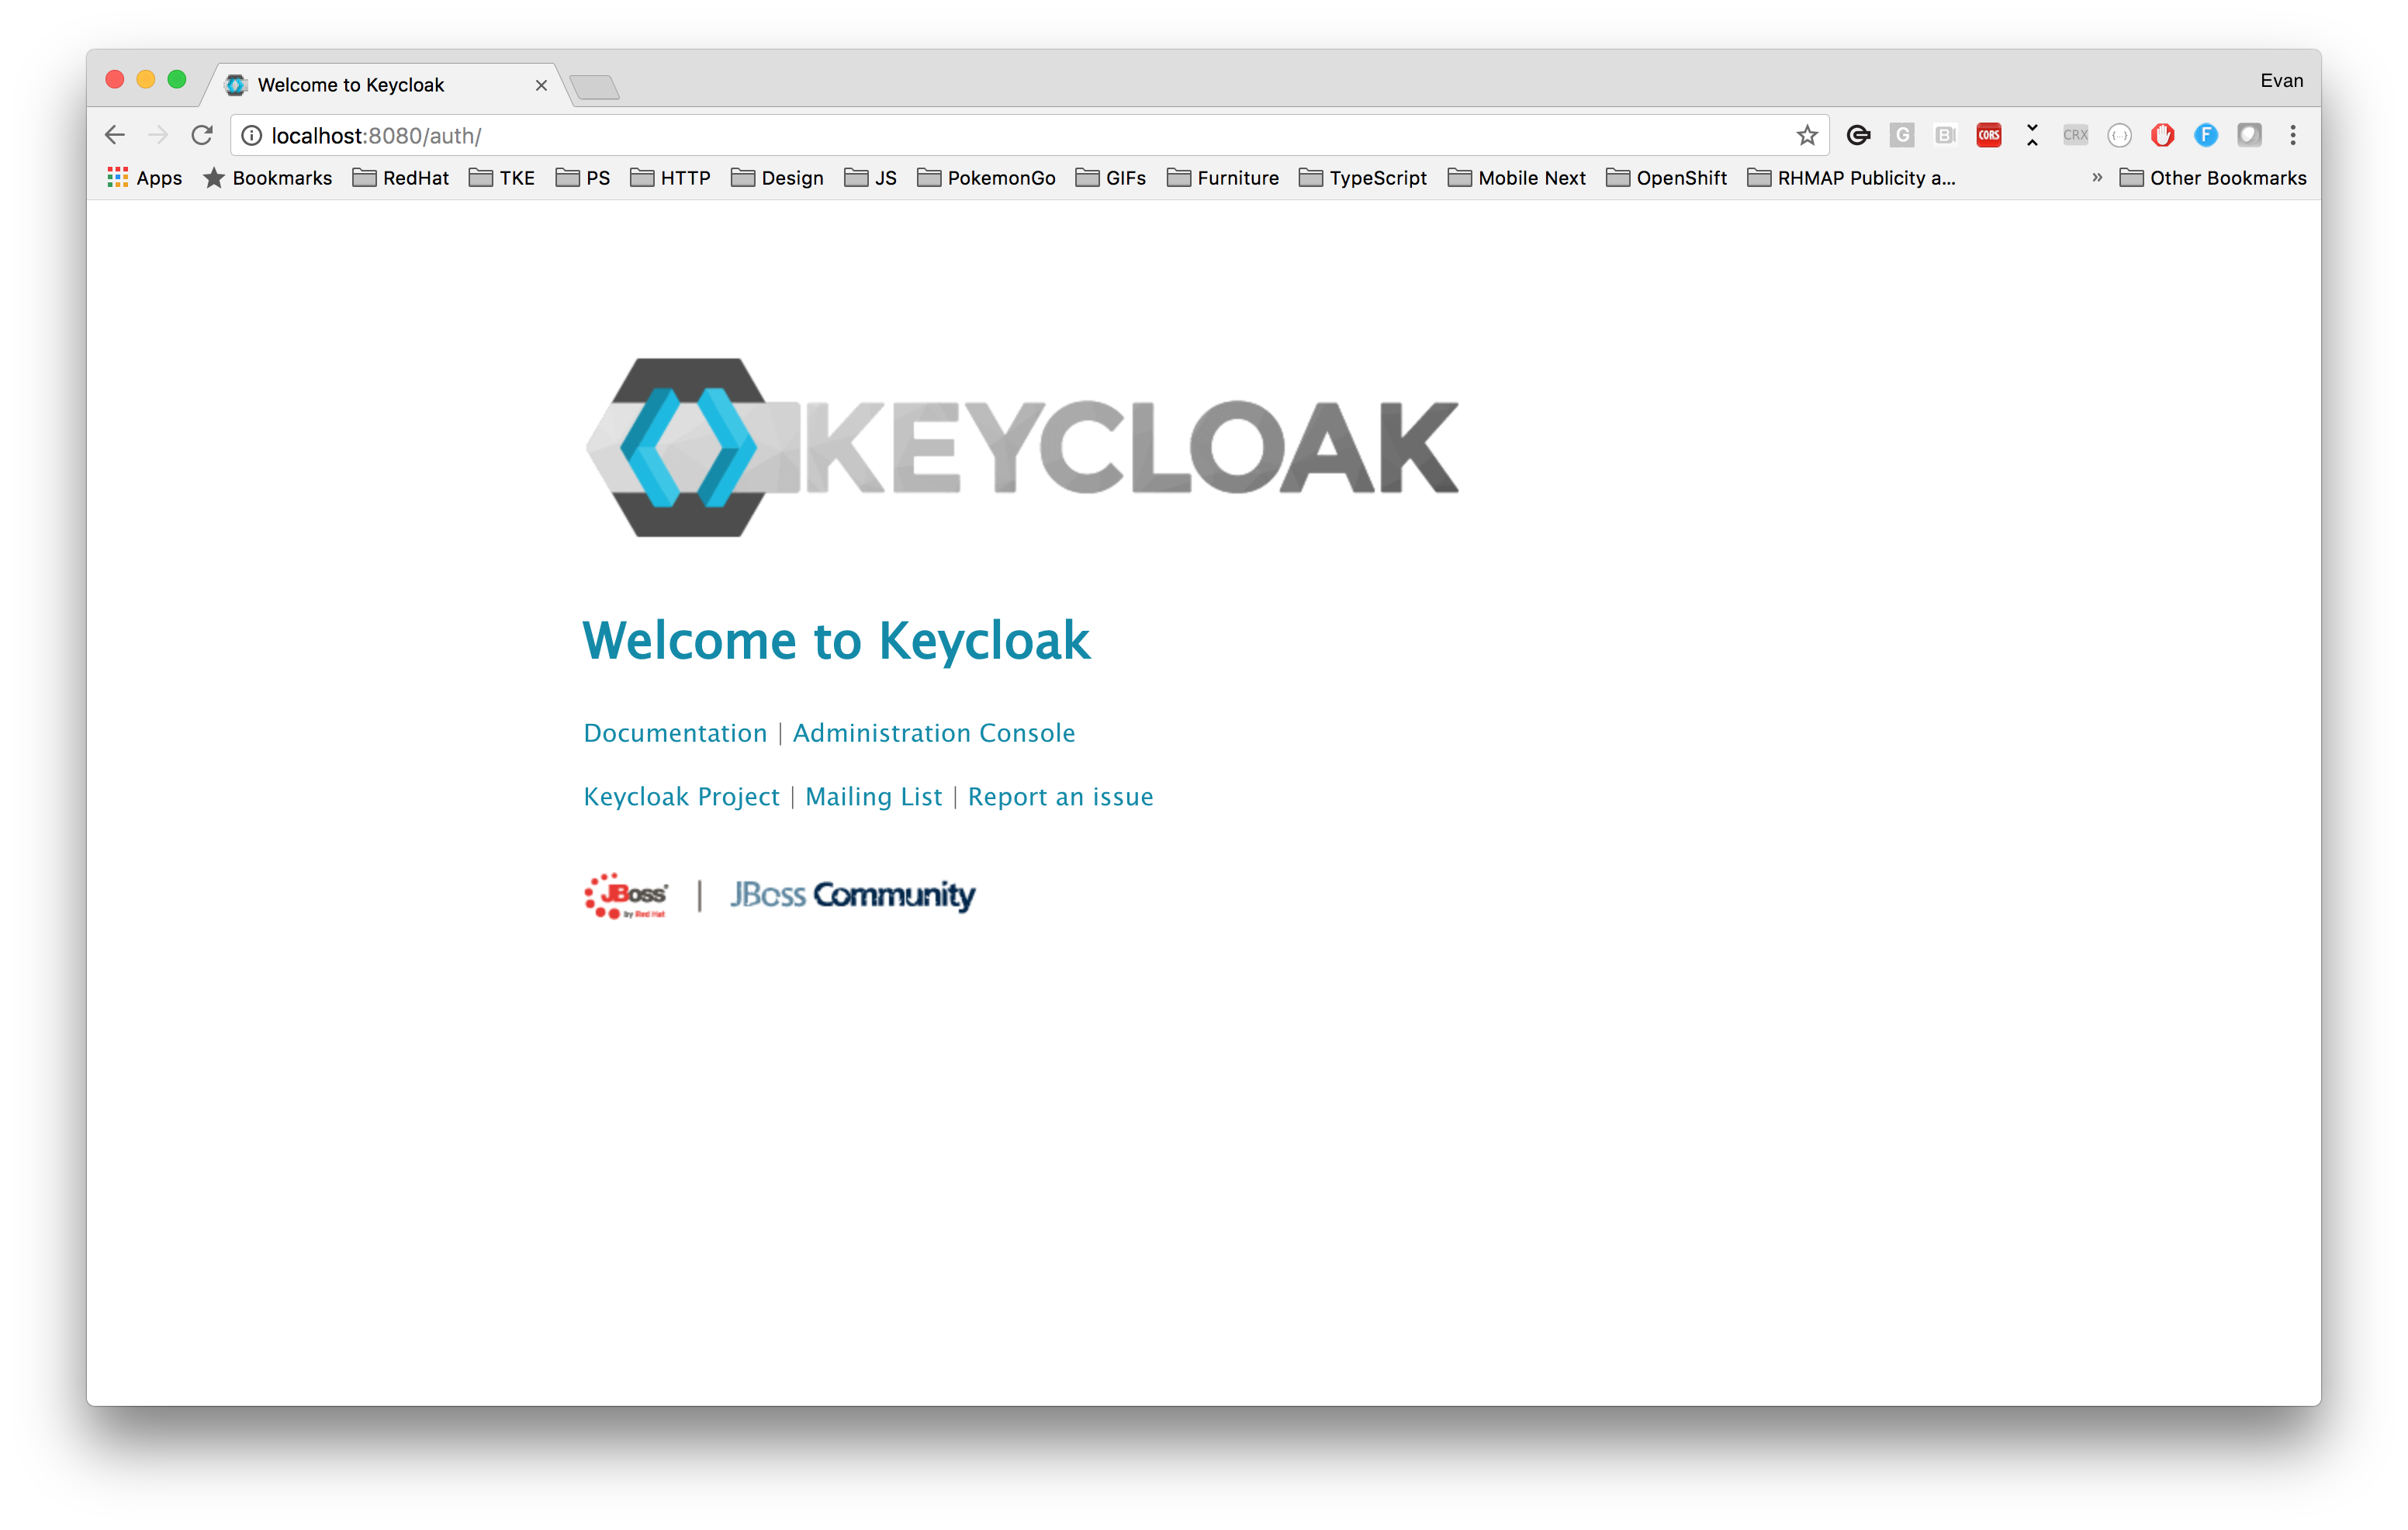 Welcome to Keycloak
Evan
localhost:8080/auth/
G
B
CORS
CRX
{...}
F
Apps
Bookmarks
RedHat
TKE
PS
HTTP
Design
JS
PokemonGo
GIFs
Furniture
TypeScript
Mobile Next
OpenShift
RHMAP Publicity a...
»
Other Bookmarks
KEYCLOAK
Welcome to Keycloak
Documentation | Administration Console
Keycloak Project | Mailing List | Report an issue
JBoss
by Red Hat
|
JBoss Community